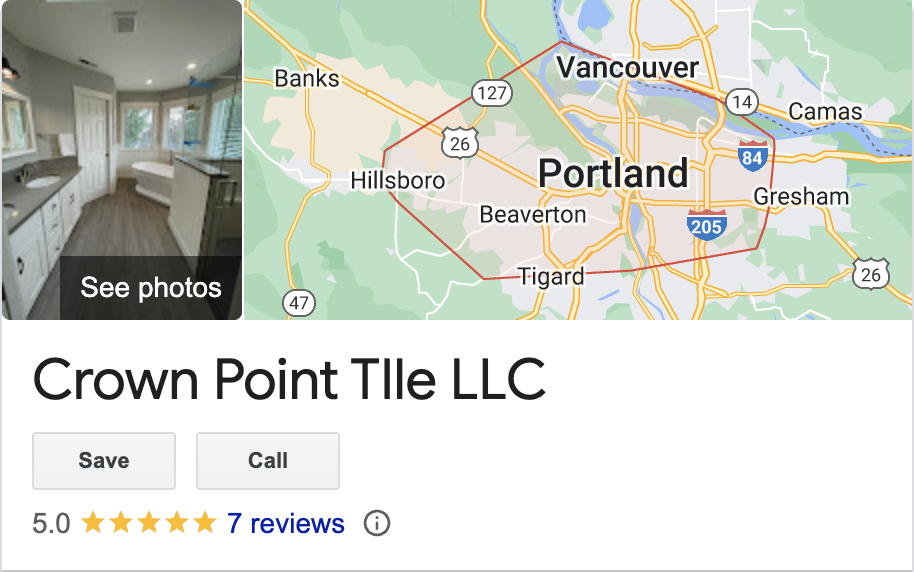 Banks
Vancouver
127
14
Camas
26
84
Portland
Hillsboro
Gresham
Beaverton
205
Tigard
26
See photos
47
Crown Point TIle LLC
Save
Call
5.0
7 reviews